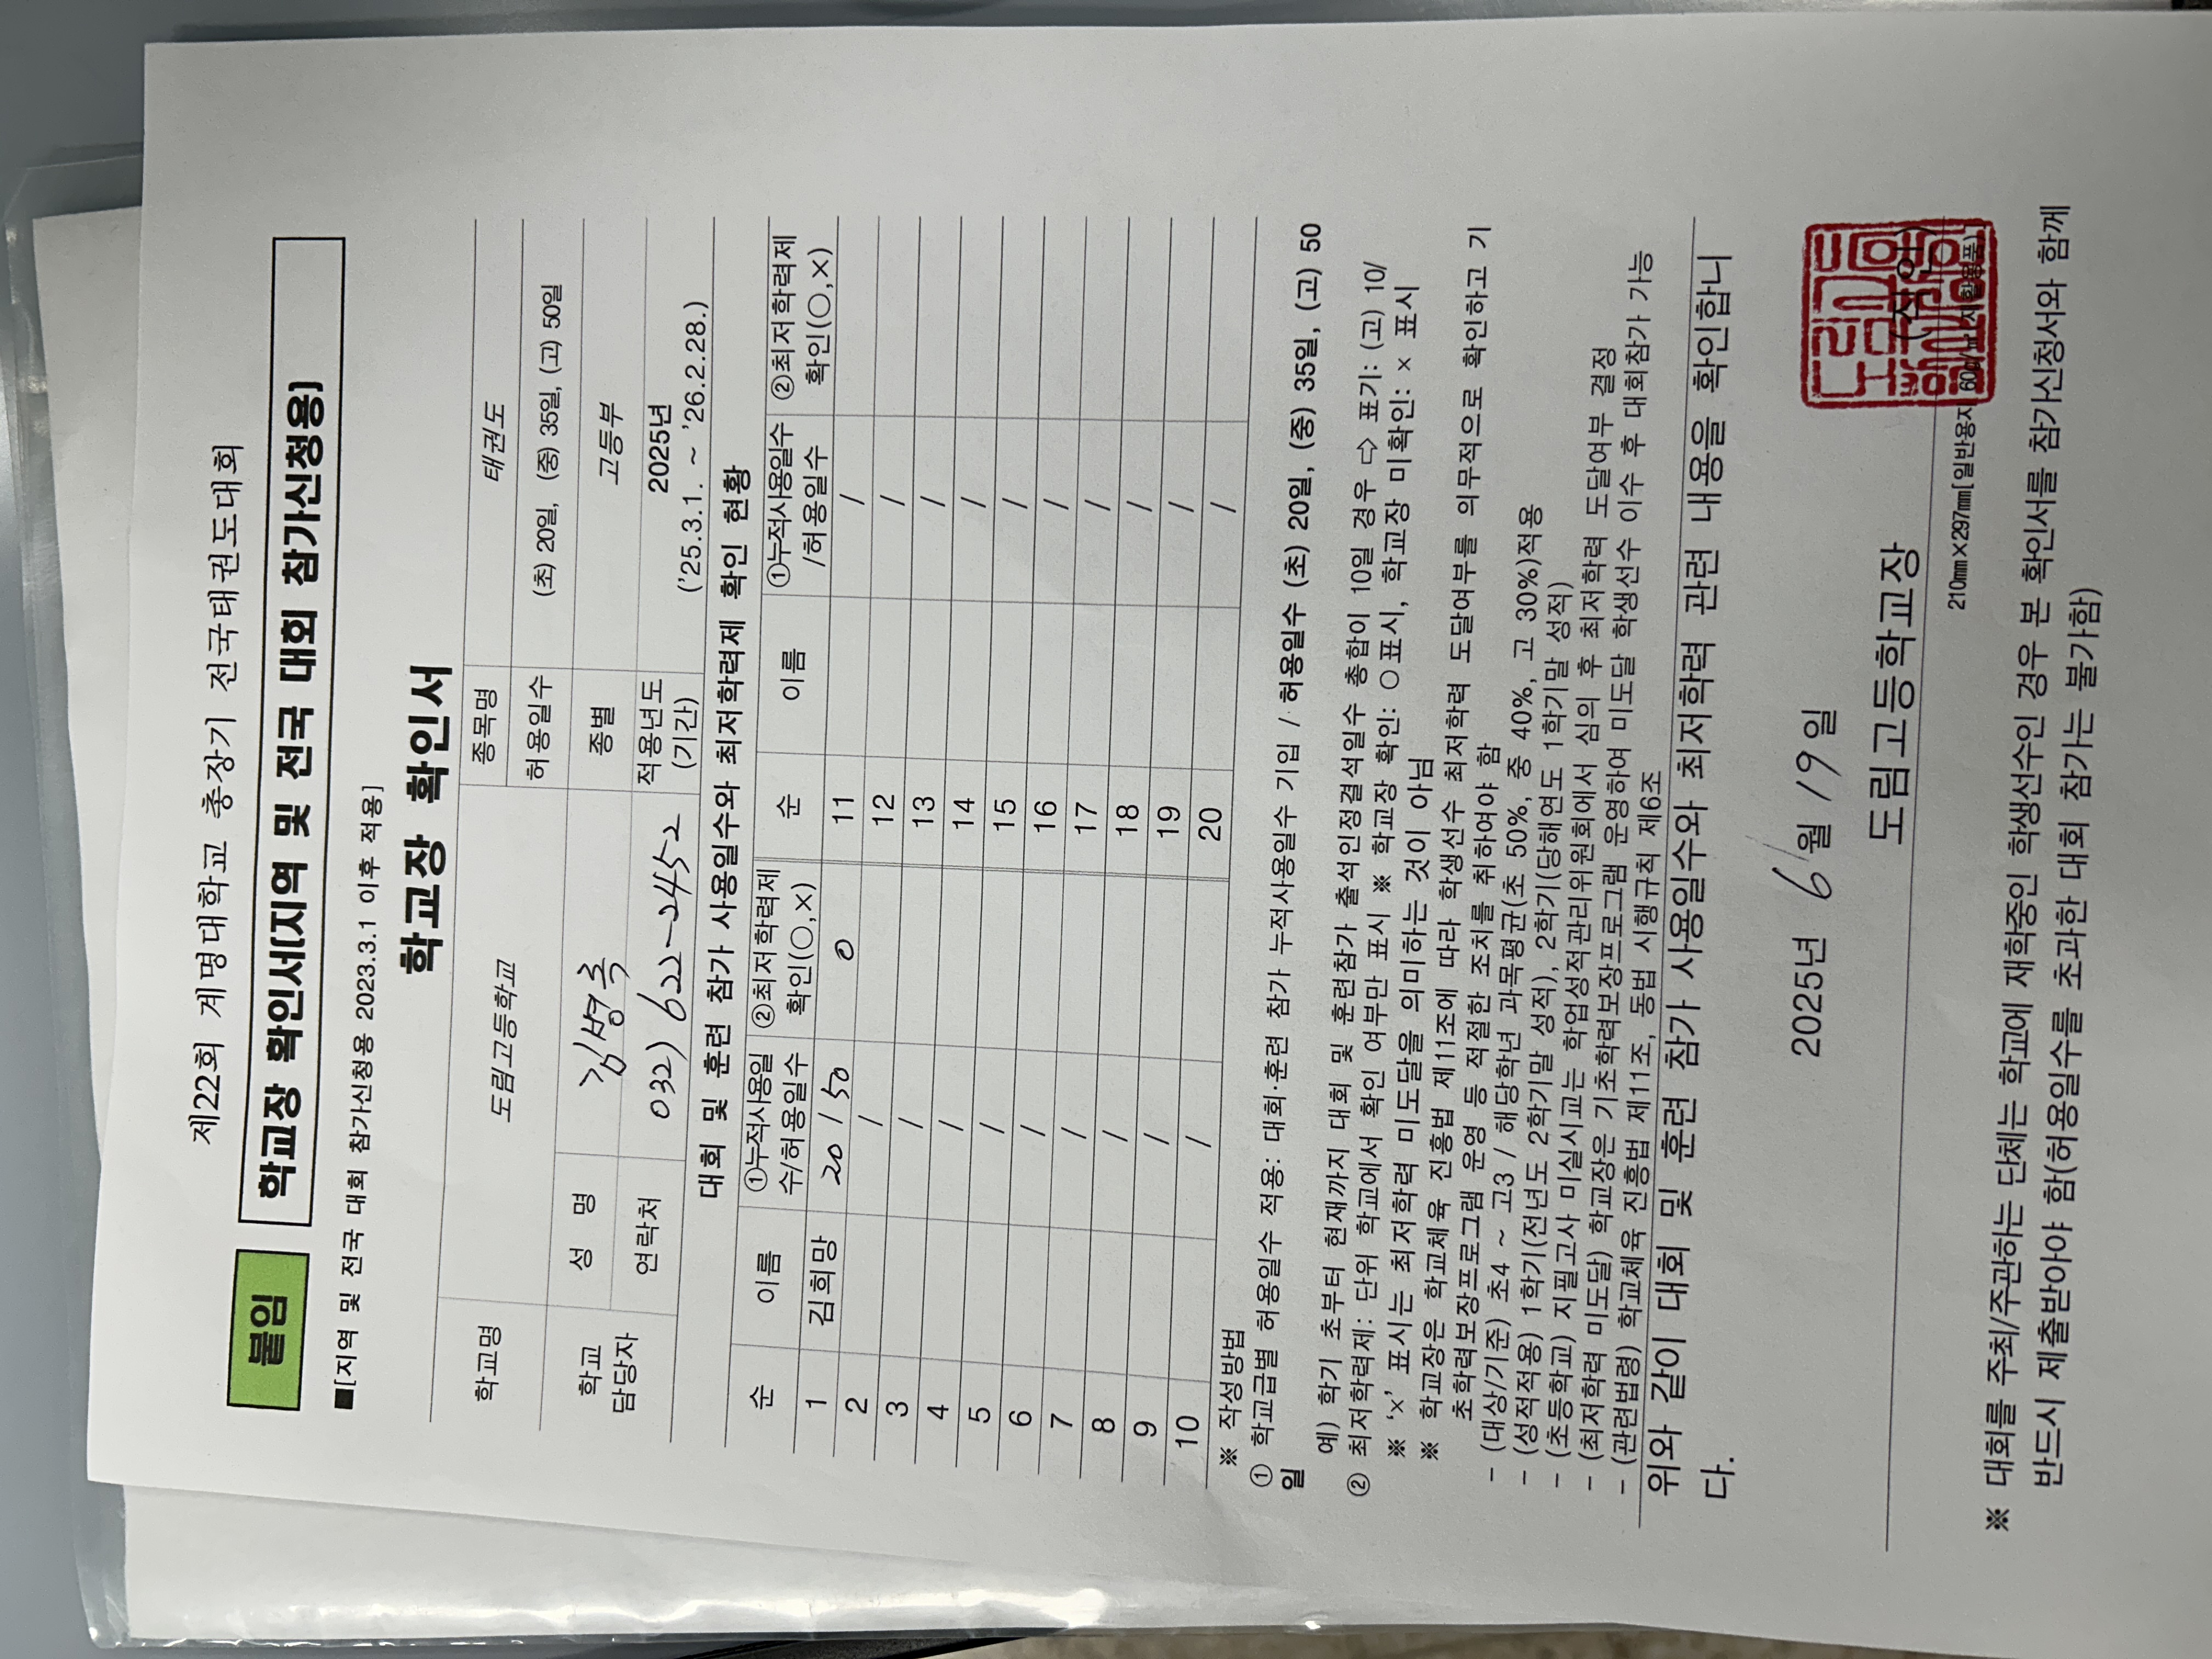 제22회 계명대학교 총장기 전국태권도대회
붙임 학교장 확인서[지역 및 전국 대회 참가신청용]
■[지역 및 전국 대회 참가신청용 2023.3.1 이후 적용]
학교장 확인서
학교명 도림고등학교 종목명 태권도
허용일수 (초) 20일, (중) 35일, (고) 50일
학교 담당자 성 명 김병욱 종별 고등부
연락처 032) 622-2452 적용년도 (기간) 2025년 ('25.3.1. ~ '26.2.28.)
대회 및 훈련 참가 사용일수와 최저학력제 확인 현황
순 이름 ①누적사용일수/허용일수 ②최저학력제 확인(○,×) 순 이름 ①누적사용일수/허용일수 ②최저학력제 확인(○,×)
1 김희망 20 / 50 0 11 /
2 / 12 /
3 / 13 /
4 / 14 /
5 / 15 /
6 / 16 /
7 / 17 /
8 / 18 /
9 / 19 /
10 / 20 /
※ 작성방법
① 학교급별 허용일수 적용: 대회·훈련 참가 누적사용일수 기입 / 허용일수 (초) 20일, (중) 35일, (고) 50
일
예) 학기 초부터 현재까지 대회 및 훈련참가 출석인정결석일수 총합이 10일 경우 ⇨ 표기: (고) 10/
② 최저학력제: 단위 학교에서 확인 여부만 표시 ※ 학교장 확인: ○표시, 학교장 미확인: × 표시
※ '×' 표시는 최저학력 미도달을 의미하는 것이 아님
※ 학교장은 학교체육 진흥법 제11조에 따라 학생선수 최저학력 도달여부를 의무적으로 확인하고 기
초학력보장프로그램 운영 등 적절한 조치를 취하여야 함
- (대상/기준) 초4 ~ 고3 / 해당학년 과목평균(초 50%, 중 40%, 고 30%)적용
- (성적적용) 1학기(전년도 2학기말 성적), 2학기(당해연도 1학기말 성적)
- (초등학교) 지필고사 미실시교는 학업성적관리위원회에서 심의 후 최저학력 도달여부 결정
- (최저학력 미도달) 학교장은 기초학력보장프로그램 운영하여 미도달 학생선수 이수 후 대회참가 가능
- (관련법령) 학교체육 진흥법 제11조, 동법 시행규칙 제6조
위와 같이 대회 및 훈련 참가 사용일수와 최저학력 관련 내용을 확인합니
다.
2025년 6월 19일
도림고등학교장 (직인)
210mm×297mm[일반용지 60g/㎡(재활용품)]
※ 대회를 주최/주관하는 단체는 학교에 재학중인 학생선수인 경우 본 확인서를 참가신청서와 함께
반드시 제출받아야 함(허용일수를 초과한 대회 참가는 불가함)